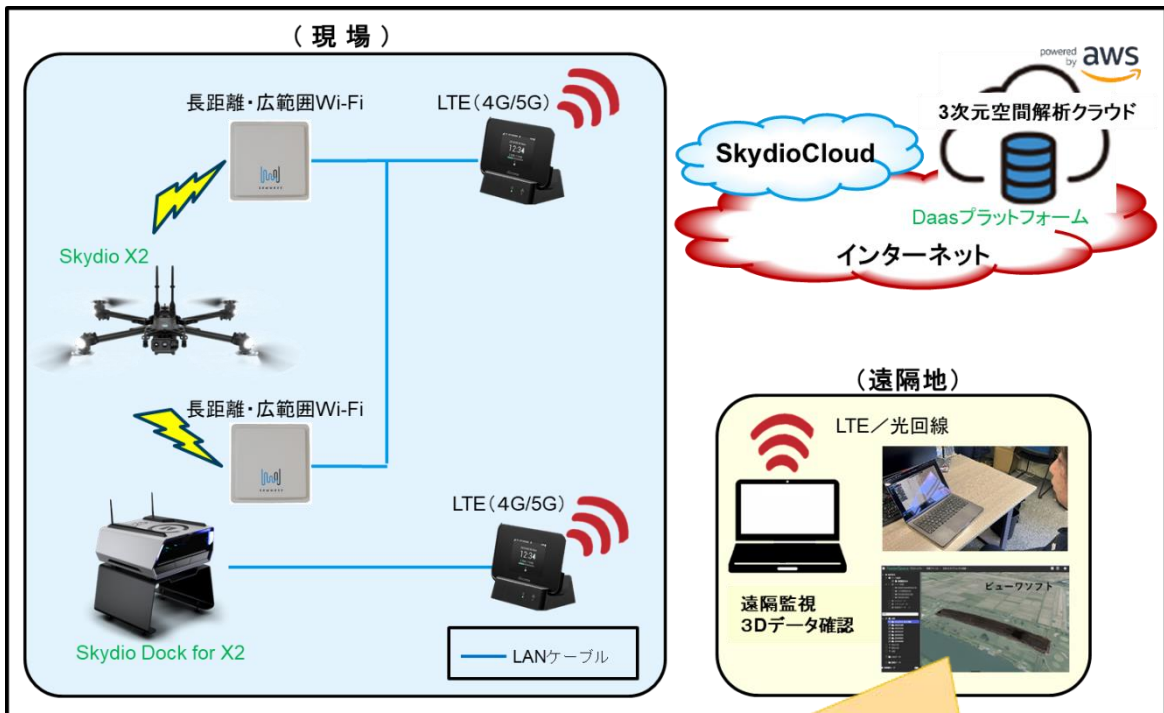 （ 現 場 ）
長距離・広範囲Wi-Fi
LTE（4G/5G）
12:34
Skydio X2
長距離・広範囲Wi-Fi
LTE（4G/5G）
12:34
Skydio Dock for X2
LANケーブル
powered by aws
3次元空間解析クラウド
SkydioCloud
Daasプラットフォーム
インターネット
（遠隔地）
LTE／光回線
ビューワソフト
遠隔監視
3Dデータ確認